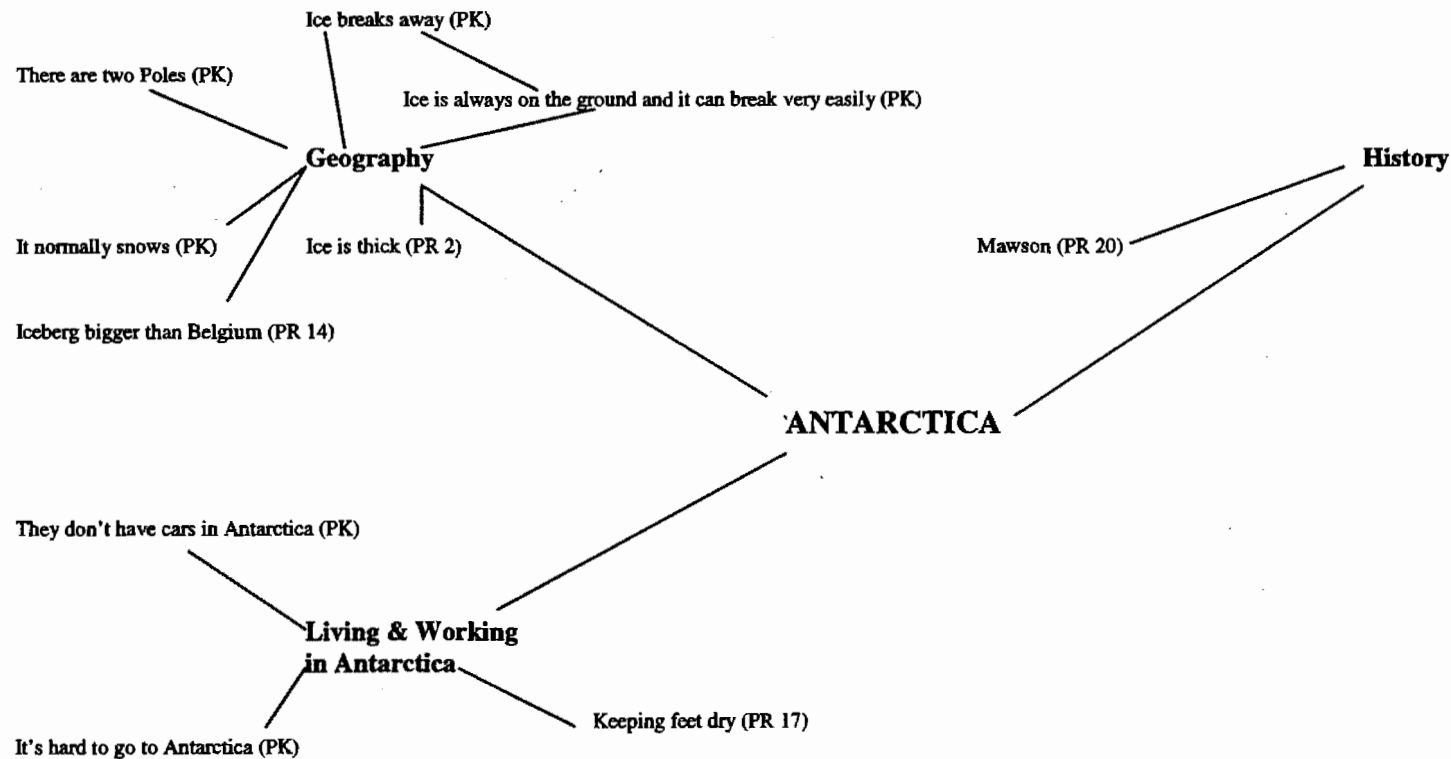 Ice breaks away (PK)
There are two Poles (PK)
Ice is always on the ground and it can break very easily (PK)
Geography
History
It normally snows (PK)
Ice is thick (PR 2)
Mawson (PR 20)
Iceberg bigger than Belgium (PR 14)
ANTARCTICA
They don't have cars in Antarctica (PK)
Living & Working
in Antarctica
Keeping feet dry (PR 17)
It's hard to go to Antarctica (PK)